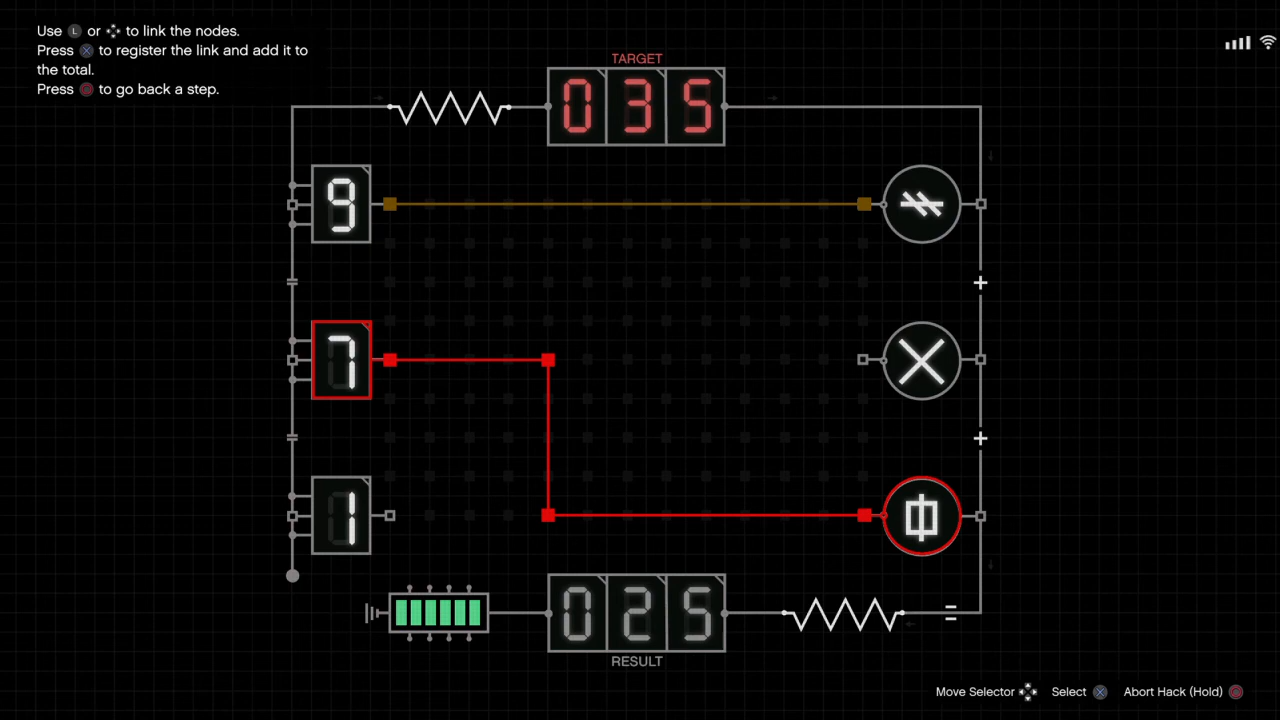 Use L or to link the nodes.
Press to register the link and add it to
the total.
Press to go back a step.
TARGET
035
9
7
1
+
+
=
025
RESULT
Move Selector Select Abort Hack (Hold)